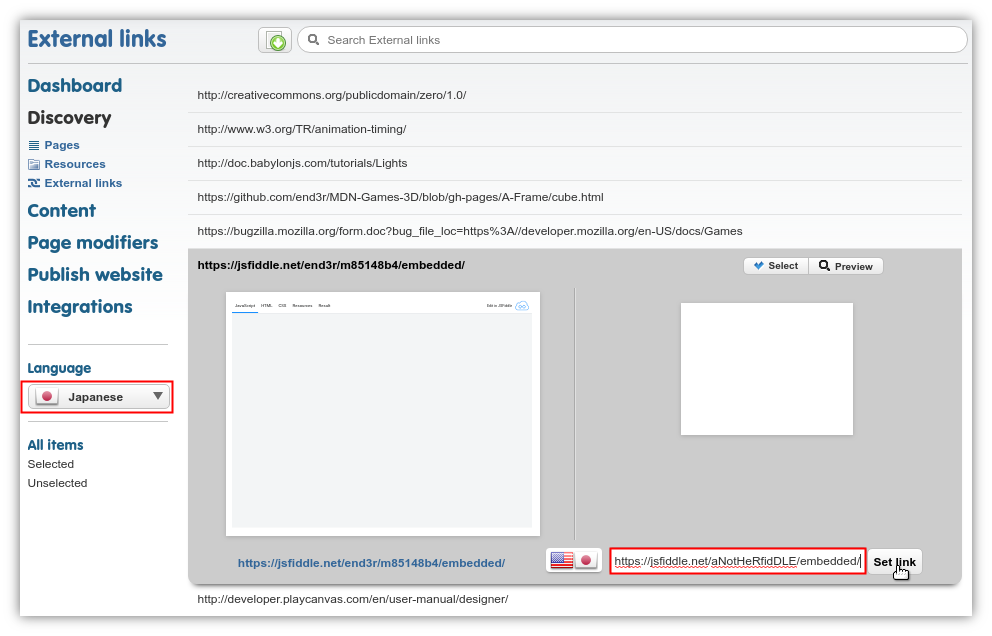 External links
Search External links
Dashboard
Discovery
Pages
Resources
External links
Content
Page modifiers
Publish website
Integrations
Language
Japanese
All items
Selected
Unselected
http://creativecommons.org/publicdomain/zero/1.0/
http://www.w3.org/TR/animation-timing/
http://doc.babylonjs.com/tutorials/Lights
https://github.com/end3r/MDN-Games-3D/blob/gh-pages/A-Frame/cube.html
https://bugzilla.mozilla.org/form.doc?bug_file_loc=https%3A//developer.mozilla.org/en-US/docs/Games
https://jsfiddle.net/end3r/m85148b4/embedded/
Select Preview
JavaScript HTML CSS Resources Result Edit in JSFiddle
https://jsfiddle.net/end3r/m85148b4/embedded/
https://jsfiddle.net/aNotHeRfidDLE/embedded/
Set link
http://developer.playcanvas.com/en/user-manual/designer/